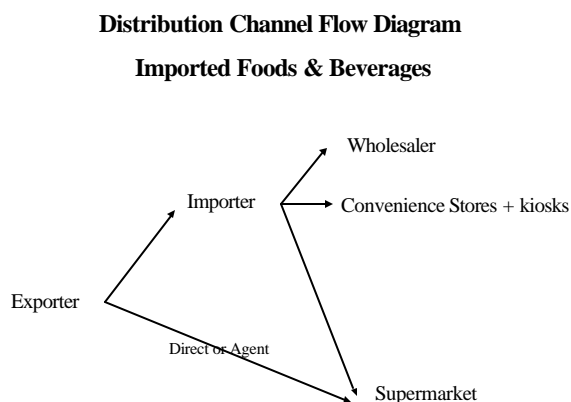 Distribution Channel Flow Diagram
Imported Foods & Beverages
Wholesaler
Importer
Convenience Stores + kiosks
Exporter
Direct or Agent
Supermarket